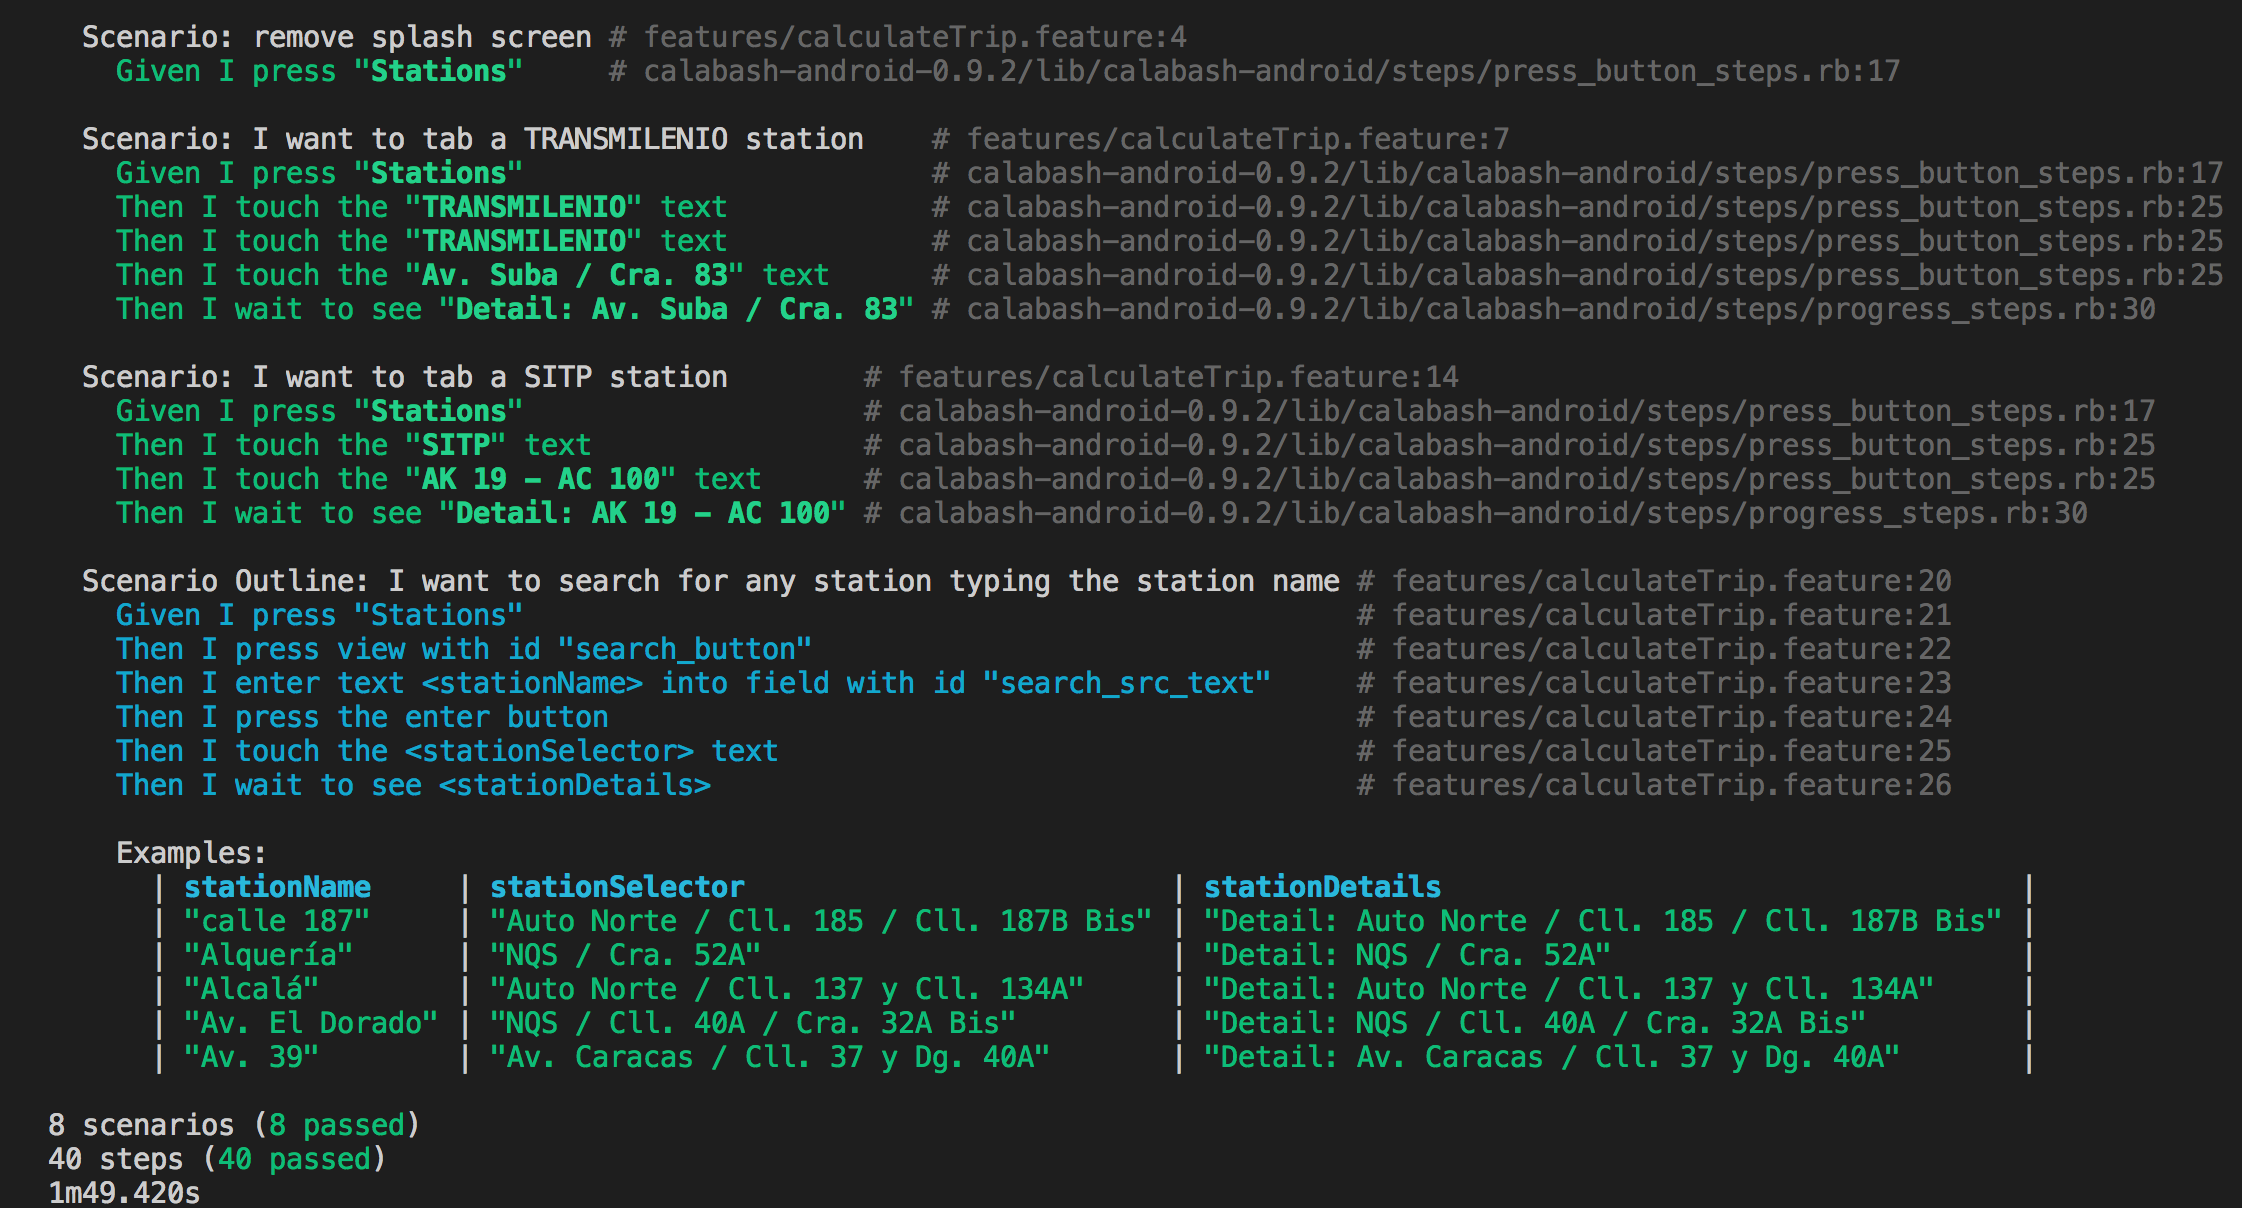 Scenario: remove splash screen # features/calculateTrip.feature:4
Given I press "Stations" # calabash-android-0.9.2/lib/calabash-android/steps/press_button_steps.rb:17
Scenario: I want to tab a TRANSMILENIO station # features/calculateTrip.feature:7
Given I press "Stations" # calabash-android-0.9.2/lib/calabash-android/steps/press_button_steps.rb:17
Then I touch the "TRANSMILENIO" text # calabash-android-0.9.2/lib/calabash-android/steps/press_button_steps.rb:25
Then I touch the "TRANSMILENIO" text # calabash-android-0.9.2/lib/calabash-android/steps/press_button_steps.rb:25
Then I touch the "Av. Suba / Cra. 83" text # calabash-android-0.9.2/lib/calabash-android/steps/press_button_steps.rb:25
Then I wait to see "Detail: Av. Suba / Cra. 83" # calabash-android-0.9.2/lib/calabash-android/steps/progress_steps.rb:30
Scenario: I want to tab a SITP station # features/calculateTrip.feature:14
Given I press "Stations" # calabash-android-0.9.2/lib/calabash-android/steps/press_button_steps.rb:17
Then I touch the "SITP" text # calabash-android-0.9.2/lib/calabash-android/steps/press_button_steps.rb:25
Then I touch the "AK 19 - AC 100" text # calabash-android-0.9.2/lib/calabash-android/steps/press_button_steps.rb:25
Then I wait to see "Detail: AK 19 - AC 100" # calabash-android-0.9.2/lib/calabash-android/steps/progress_steps.rb:30
Scenario Outline: I want to search for any station typing the station name # features/calculateTrip.feature:20
Given I press "Stations" # features/calculateTrip.feature:21
Then I press view with id "search_button" # features/calculateTrip.feature:22
Then I enter text <stationName> into field with id "search_src_text" # features/calculateTrip.feature:23
Then I press the enter button # features/calculateTrip.feature:24
Then I touch the <stationSelector> text # features/calculateTrip.feature:25
Then I wait to see <stationDetails> # features/calculateTrip.feature:26
Examples:
| stationName | stationSelector | stationDetails |
| "calle 187" | "Auto Norte / Cll. 185 / Cll. 187B Bis" | "Detail: Auto Norte / Cll. 185 / Cll. 187B Bis" |
| "Alquería" | "NQS / Cra. 52A" | "Detail: NQS / Cra. 52A" |
| "Alcalá" | "Auto Norte / Cll. 137 y Cll. 134A" | "Detail: Auto Norte / Cll. 137 y Cll. 134A" |
| "Av. El Dorado" | "NQS / Cll. 40A / Cra. 32A Bis" | "Detail: NQS / Cll. 40A / Cra. 32A Bis" |
| "Av. 39" | "Av. Caracas / Cll. 37 y Dg. 40A" | "Detail: Av. Caracas / Cll. 37 y Dg. 40A" |
8 scenarios (8 passed)
40 steps (40 passed)
1m49.420s